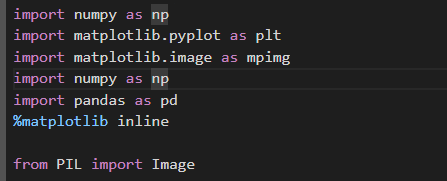 import numpy as np
import matplotlib.pyplot as plt
import matplotlib.image as mpimg
import numpy as np
import pandas as pd
%matplotlib inline
from PIL import Image